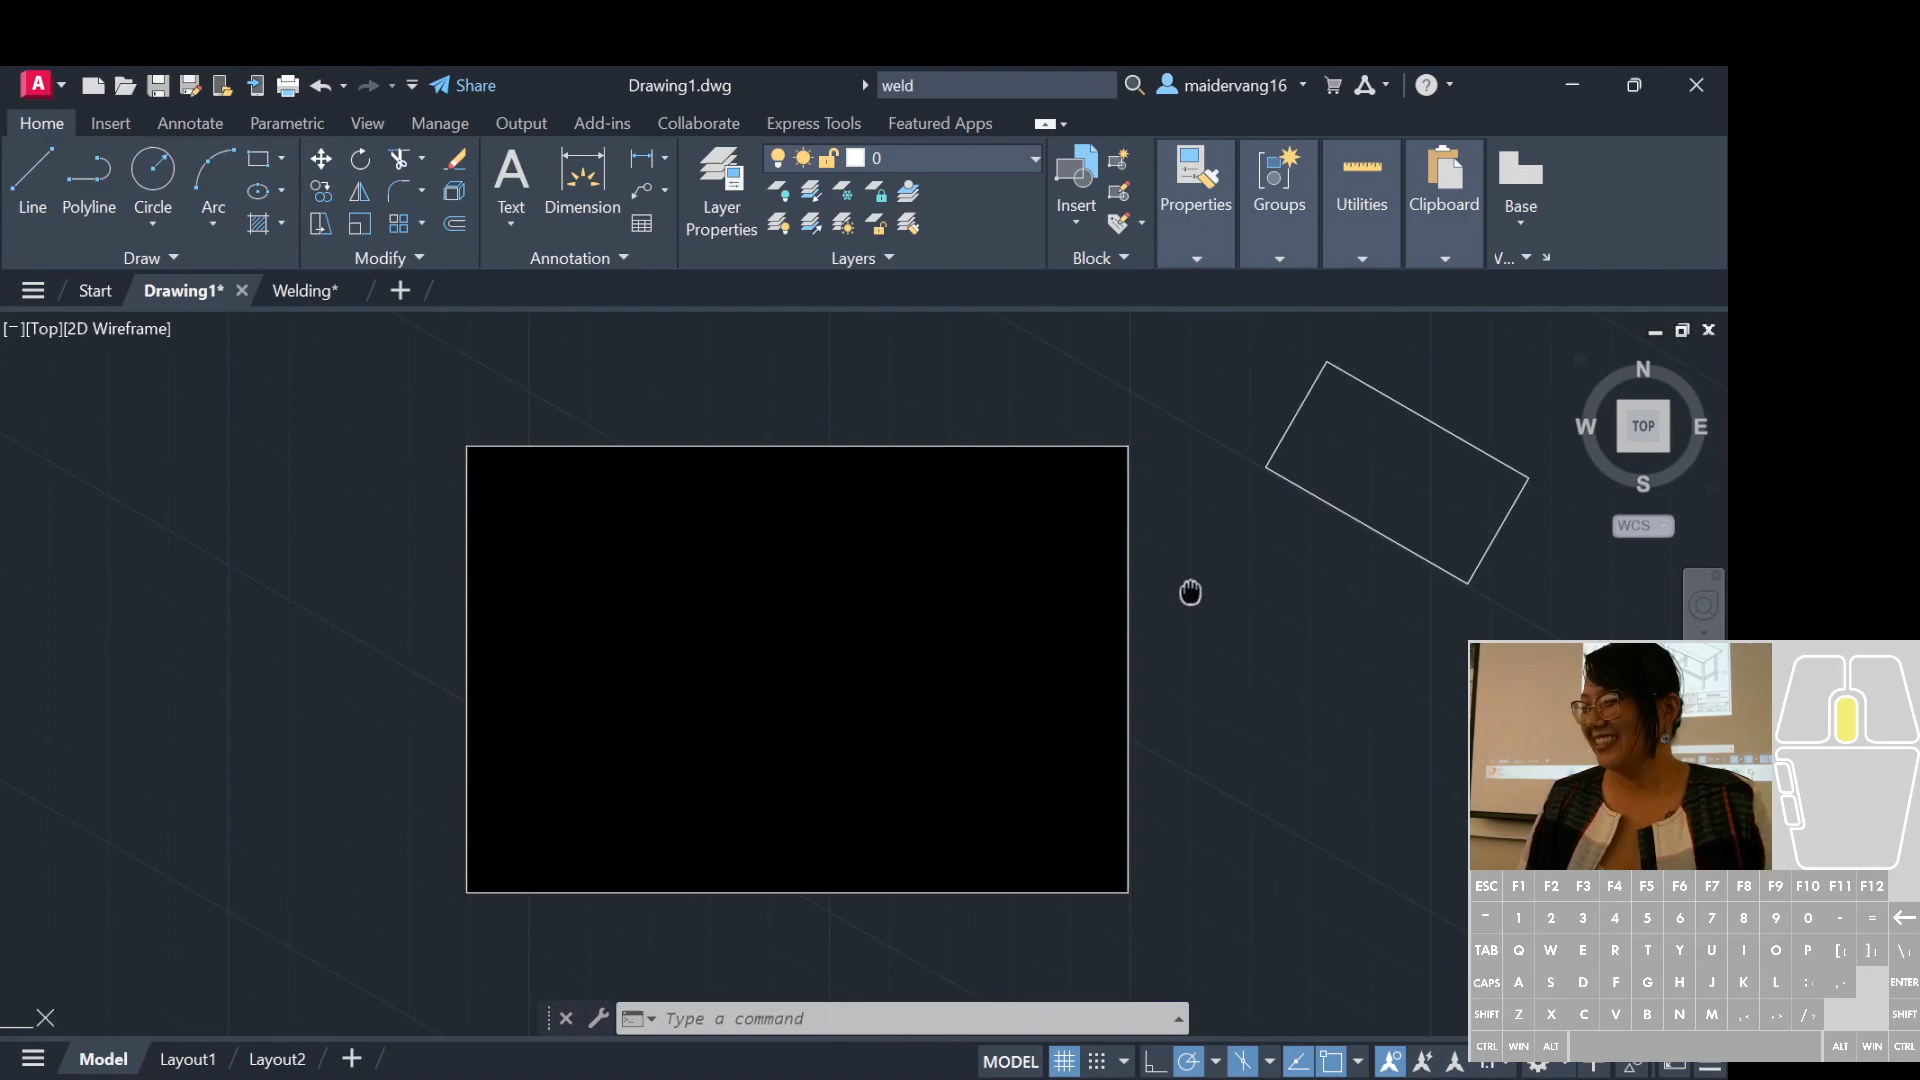 A Share Drawing1.dwg weld maidervang16 ?
Home Insert Annotate Parametric View Manage Output Add-ins Collaborate Express Tools Featured Apps
0
A
Line Polyline Circle Arc Text Dimension Layer Properties Insert Properties Groups Utilities Clipboard Base
Draw Modify Annotation Layers Block V...
Start Drawing1* Welding*
[−][Top][2D Wireframe]
N
W TOP E
S
WCS
Type a command
Model Layout1 Layout2
MODEL 1:1
ESC F1 F2 F3 F4 F5 F6 F7 F8 F9 F10 F11 F12
~ 1 2 3 4 5 6 7 8 9 0 - =
TAB Q W E R T Y U I O P [ ] \
CAPS A S D F G H J K L ; ENTER
SHIFT Z X C V B N M , . / ? SHIFT
CTRL WIN ALT ALT WIN CTRL